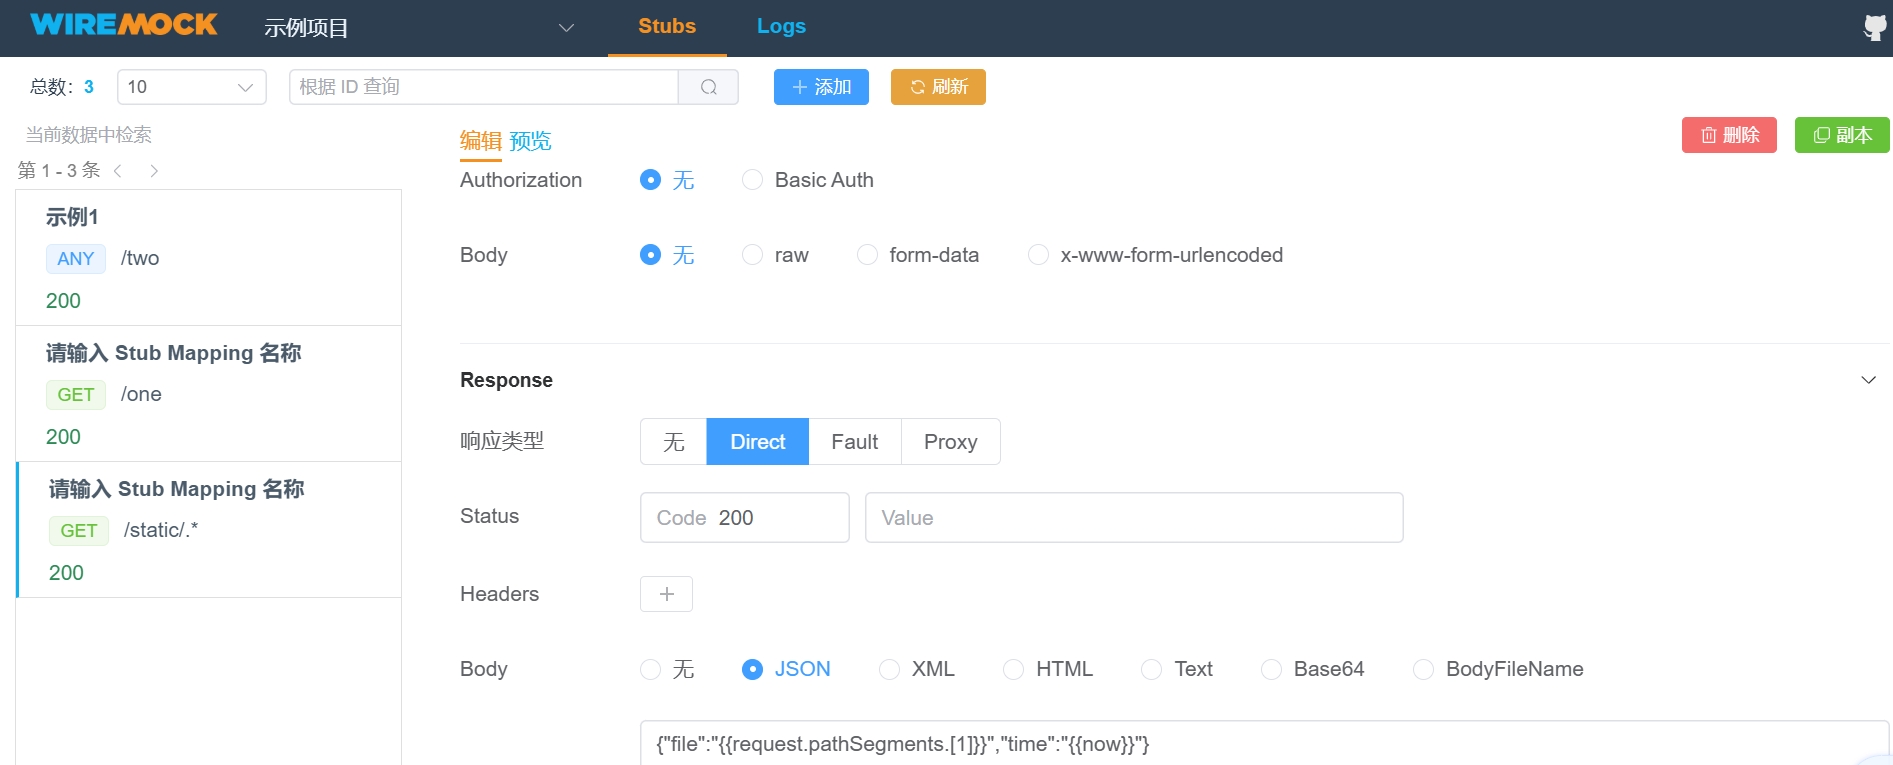 WIREMOCK 示例项目 Stubs Logs
总数: 3 10 根据 ID 查询 添加 刷新
当前数据中检索
第 1 - 3 条
示例1
ANY /two
200
请输入 Stub Mapping 名称
GET /one
200
请输入 Stub Mapping 名称
GET /static/.*
200
编辑 预览 删除 副本
Authorization 无 Basic Auth
Body 无 raw form-data x-www-form-urlencoded
Response
响应类型 无 Direct Fault Proxy
Status Code 200 Value
Headers
Body 无 JSON XML HTML Text Base64 BodyFileName
{"file":"{{request.pathSegments.[1]}}","time":"{{now}}"}